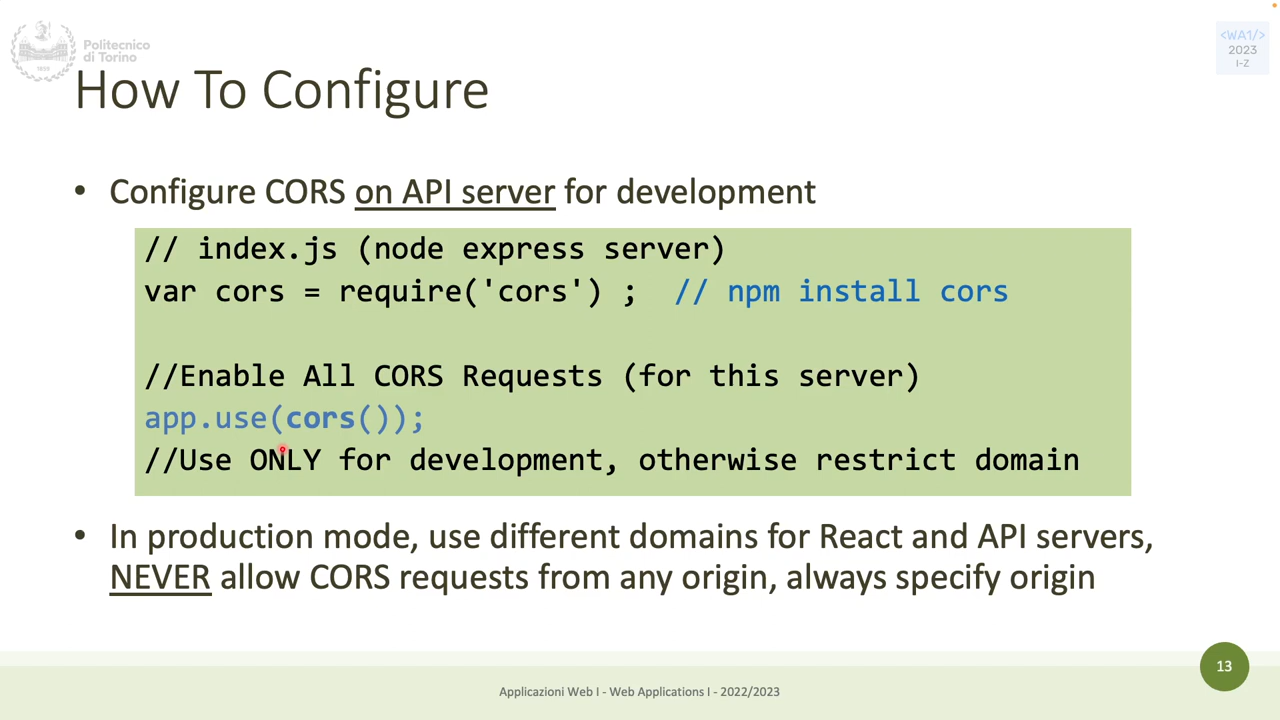 Politecnico
di Torino
1859
<WA1/>
2023
I-Z
How To Configure
• Configure CORS on API server for development
// index.js (node express server)
var cors = require('cors') ;  // npm install cors
//Enable All CORS Requests (for this server)
app.use(cors());
//Use ONLY for development, otherwise restrict domain
• In production mode, use different domains for React and API servers,
NEVER allow CORS requests from any origin, always specify origin
13
Applicazioni Web I - Web Applications I - 2022/2023